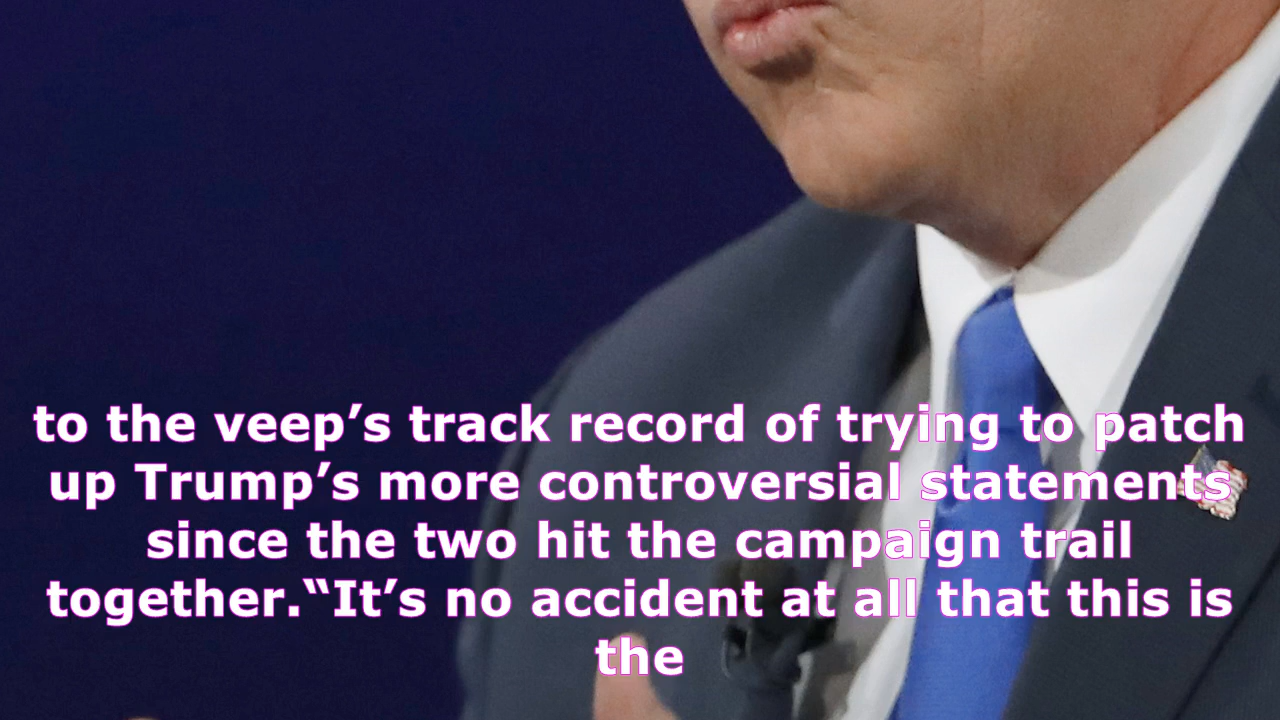 to the veep’s track record of trying to patch
up Trump’s more controversial statements
since the two hit the campaign trail
together.“It’s no accident at all that this is
the